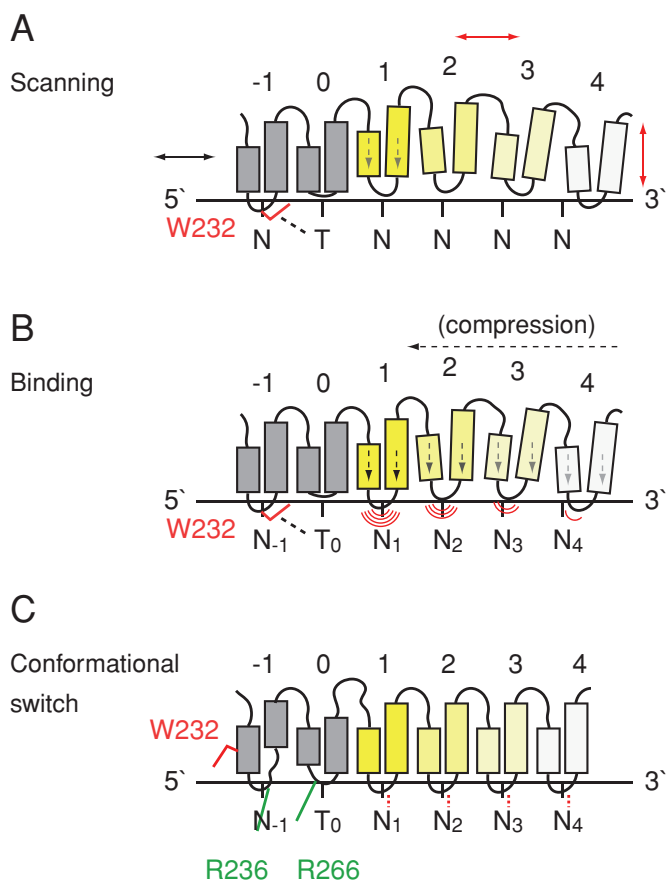 A
Scanning
-1 0 1 2 3 4
5` 3`
W232
N T N N N N
B
(compression)
Binding
-1 0 1 2 3 4
5` 3`
W232
N-1 T0 N1 N2 N3 N4
C
Conformational
switch
-1 0 1 2 3 4
W232
5` 3`
N-1 T0 N1 N2 N3 N4
R236 R266